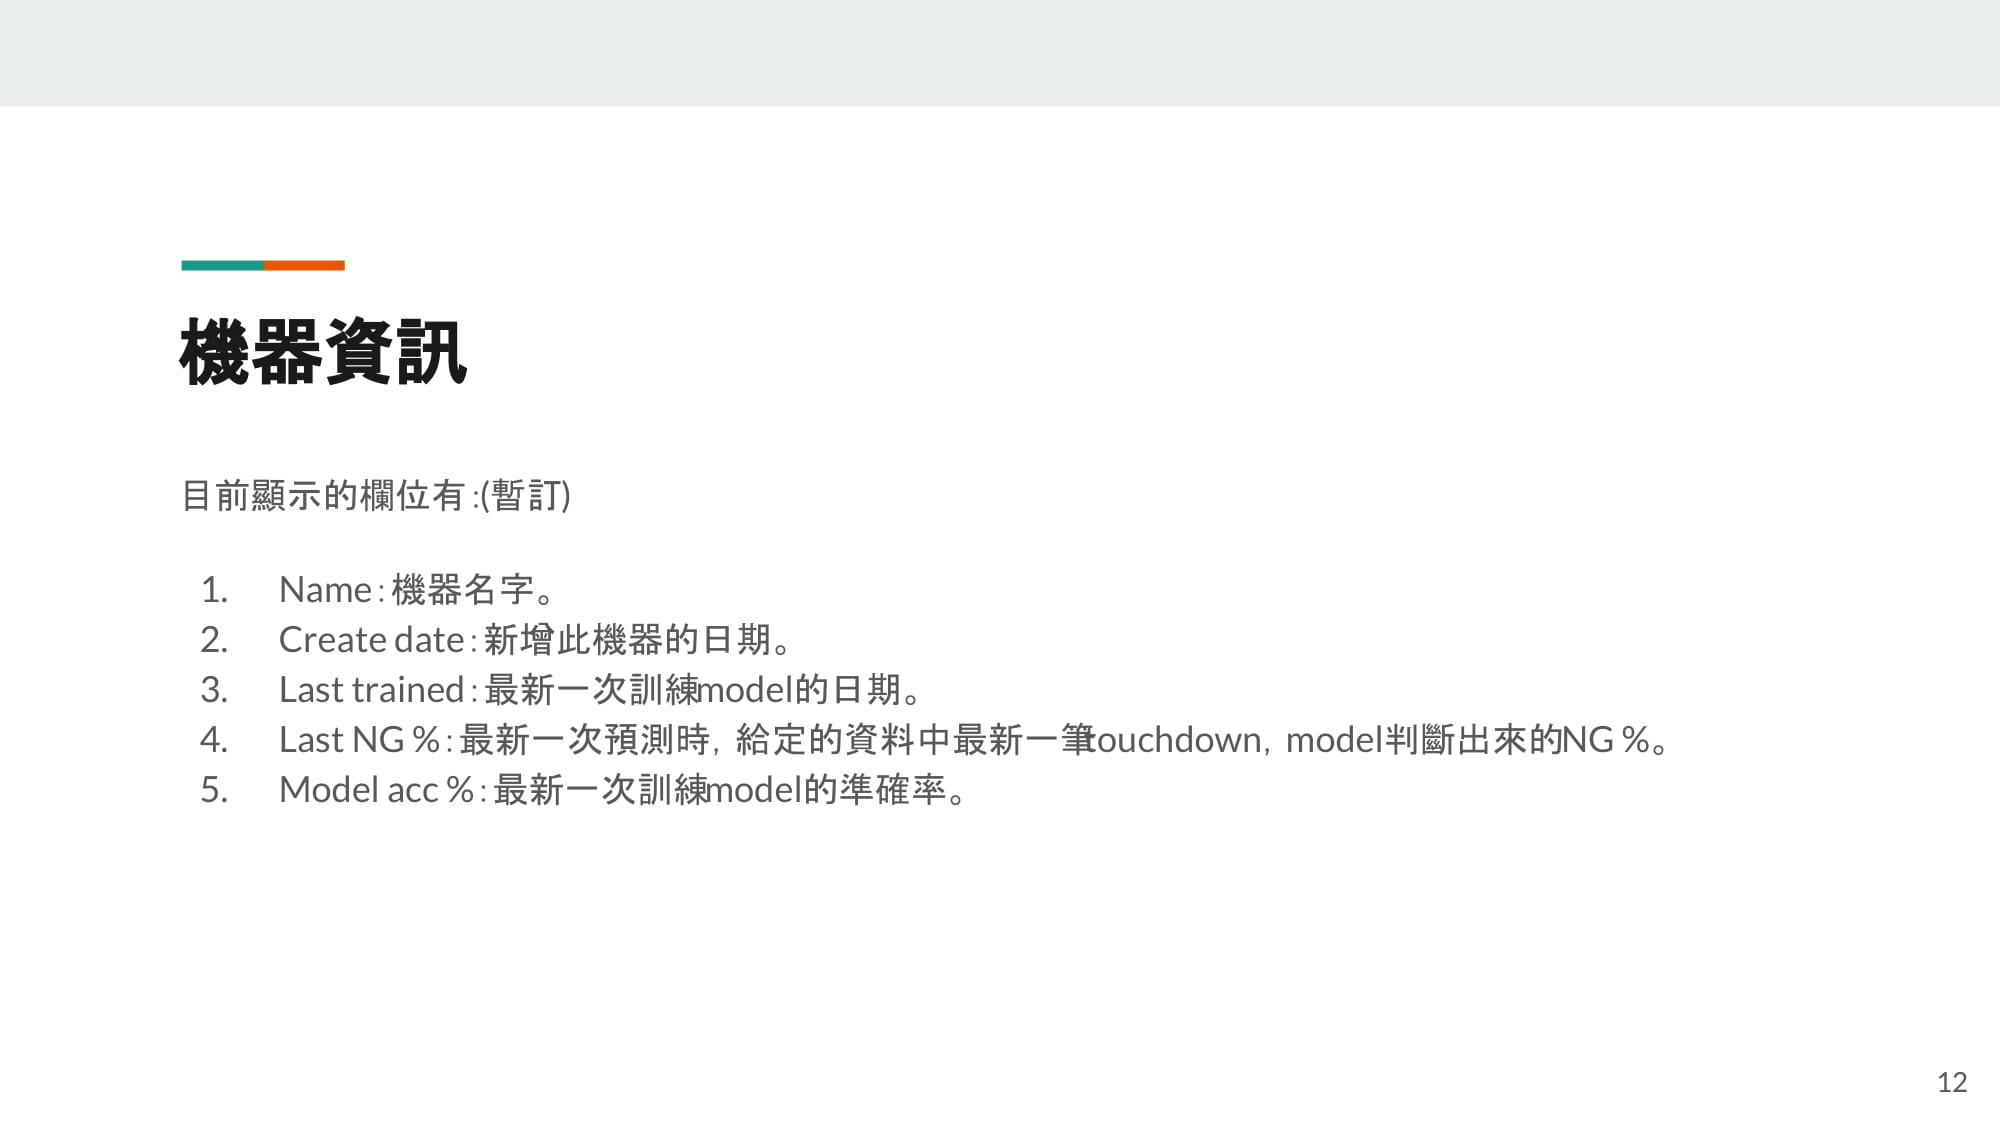 機器資訊
目前顯示的欄位有:(暫訂)
1. Name：機器名字。
2. Create date：新增此機器的日期。
3. Last trained：最新一次訓練model的日期。
4. Last NG %：最新一次預測時，給定的資料中最新一筆touchdown，model判斷出來的NG %。
5. Model acc %：最新一次訓練model的準確率。
12